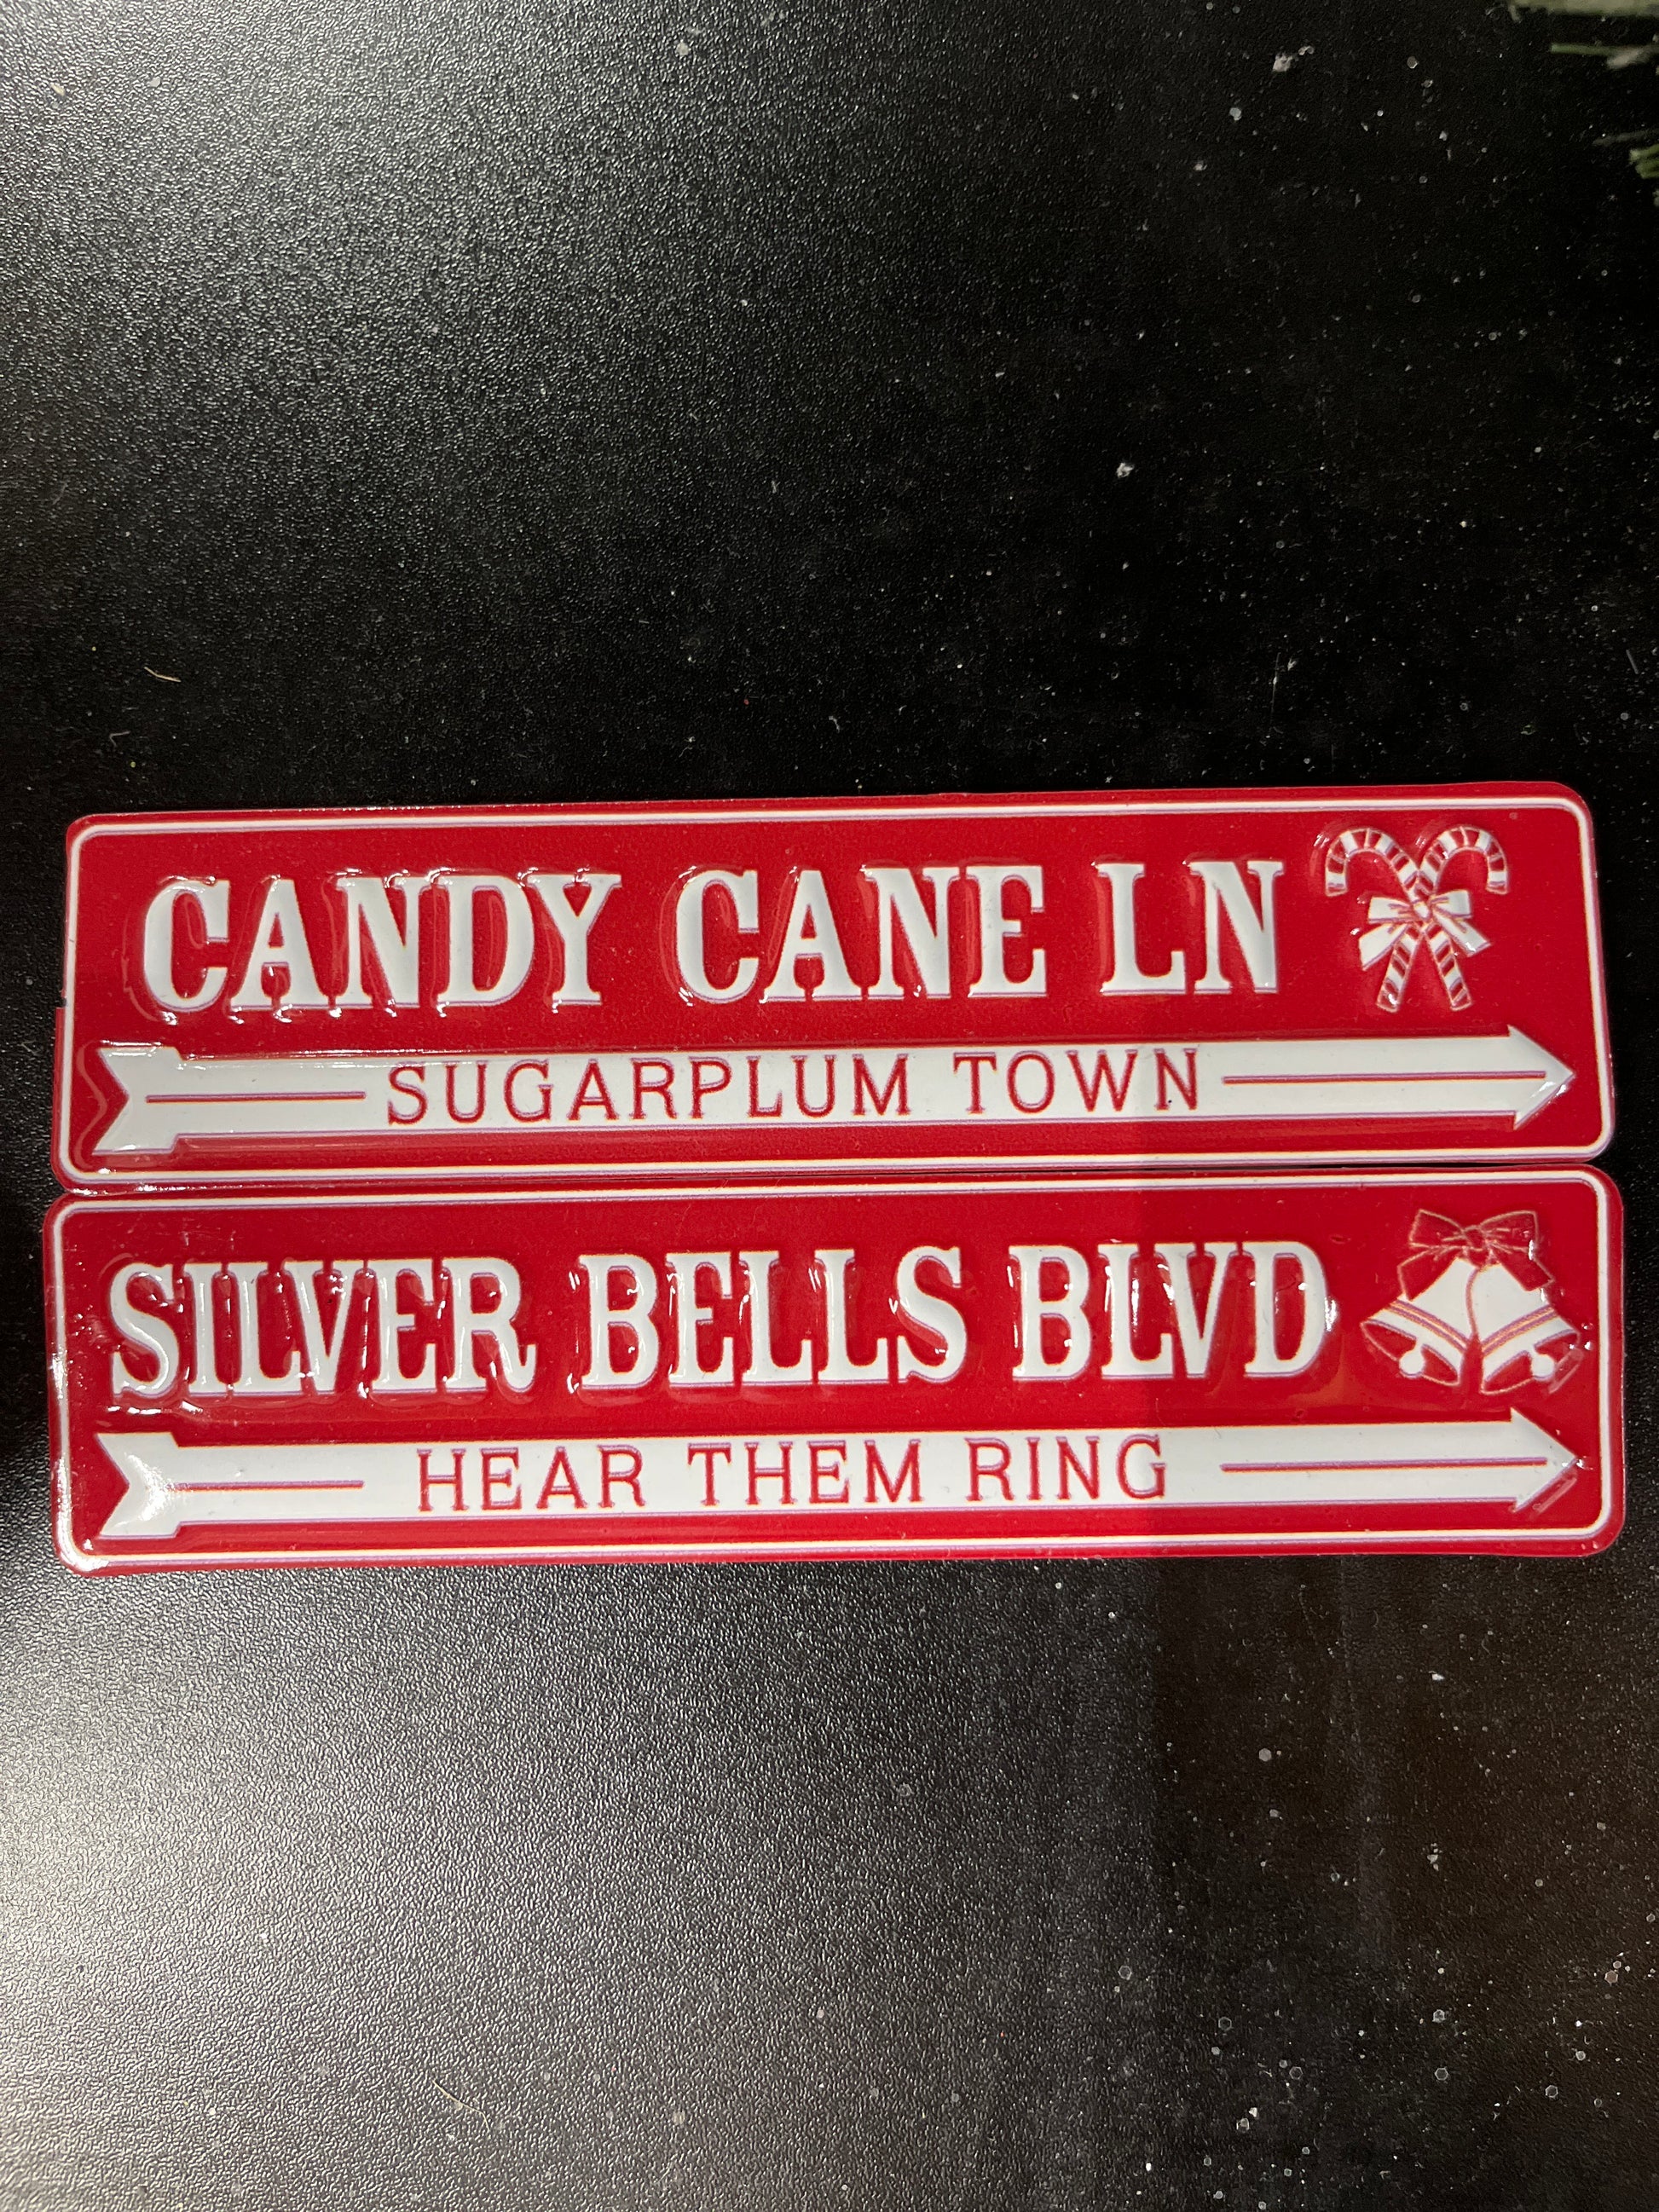 CANDY CANE LN
SUGARPLUM TOWN
SILVER BELLS BLVD
HEAR THEM RING